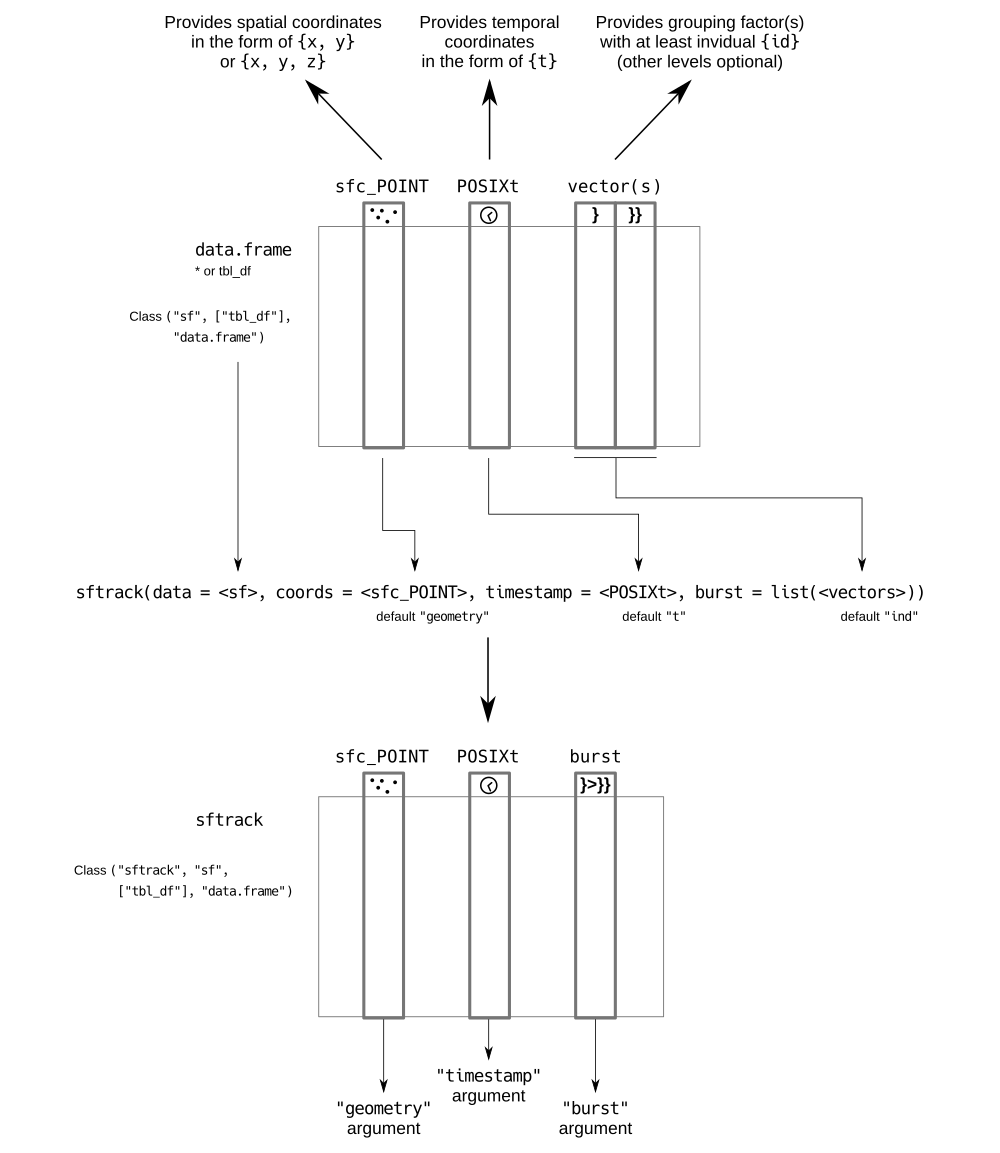 Provides spatial coordinates
in the form of {x, y}
or {x, y, z}
Provides temporal
coordinates
in the form of {t}
Provides grouping factor(s)
with at least invidual {id}
(other levels optional)
sfc_POINT
POSIXt
vector(s)
}
}}
data.frame
* or tbl_df
Class ("sf", ["tbl_df"],
"data.frame")
sftrack(data = <sf>, coords = <sfc_POINT>, timestamp = <POSIXt>, burst = list(<vectors>))
default "geometry"
default "t"
default "ind"
sfc_POINT
POSIXt
burst
}>}}
sftrack
Class ("sftrack", "sf",
["tbl_df"], "data.frame")
"geometry"
argument
"timestamp"
argument
"burst"
argument